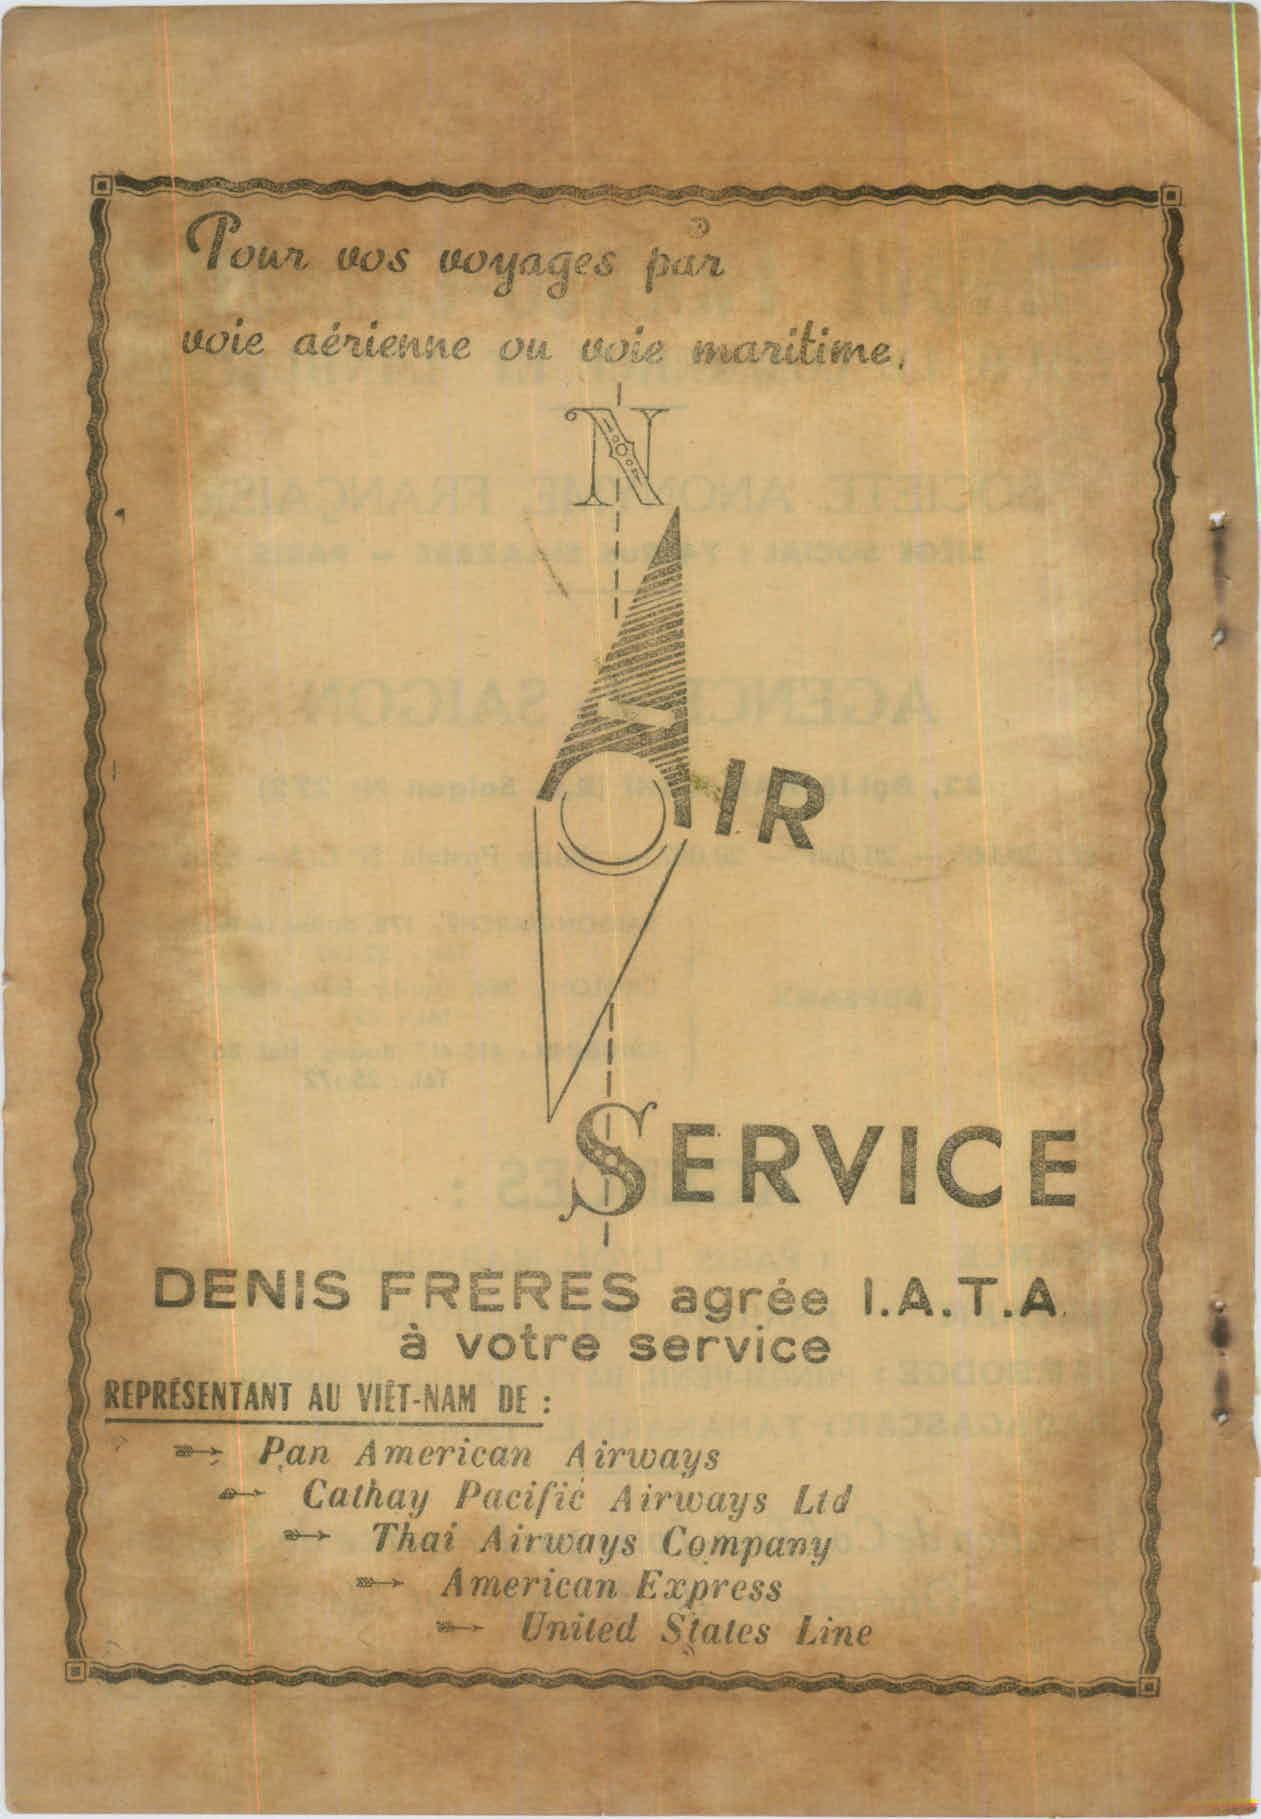 Pour vos voyages par
voie aérienne ou voie maritime.
N
AIR
SERVICE
DENIS FRÈRES agrée I.A.T.A.
à votre service
REPRÉSENTANT AU VIÊT-NAM DE :
Pan American Airways
Cathay Pacific Airways Ltd
Thai Airways Company
American Express
United States Line